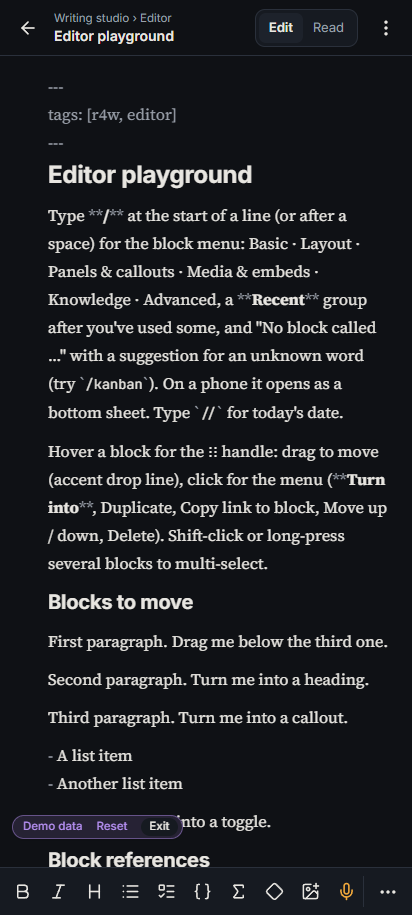 Writing studio › Editor
Editor playground
Edit
Read
---
tags: [r4w, editor]
---
Editor playground
Type **/** at the start of a line (or after a
space) for the block menu: Basic · Layout ·
Panels & callouts · Media & embeds ·
Knowledge · Advanced, a **Recent** group
after you've used some, and "No block called
…" with a suggestion for an unknown word
(try `/kanban`). On a phone it opens as a
bottom sheet. Type `//` for today's date.
Hover a block for the ⠿ handle: drag to move
(accent drop line), click for the menu (**Turn
into**, Duplicate, Copy link to block, Move up
/ down, Delete). Shift-click or long-press
several blocks to multi-select.
Blocks to move
First paragraph. Drag me below the third one.
Second paragraph. Turn me into a heading.
Third paragraph. Turn me into a callout.
- A list item
- Another list item
into a toggle.
Demo data
Reset
Exit
Block references
B I H